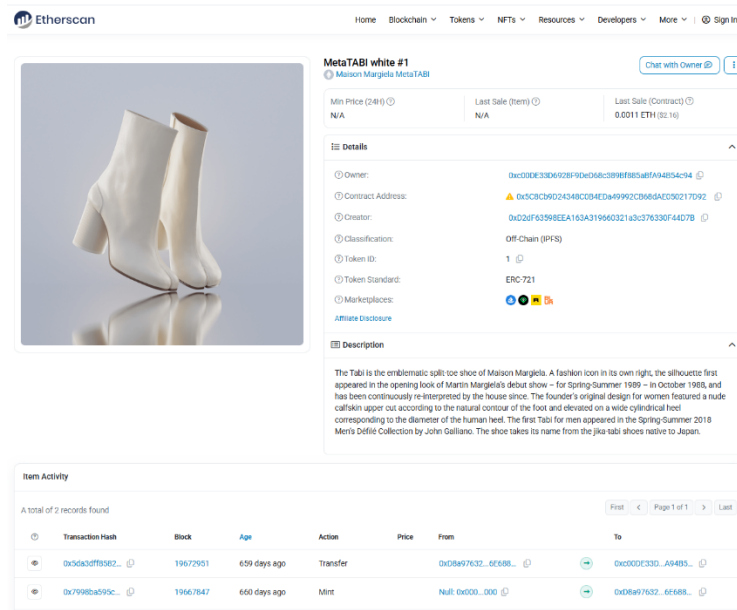 Etherscan
Home Blockchain Tokens NFTs Resources Developers More Sign In
MetaTABI white #1
Maison Margiela MetaTABI
Chat with Owner
Min Price (24H) Last Sale (Item) Last Sale (Contract)
N/A N/A 0.0011 ETH ($2.16)
Details
Owner:
Contract Address:
Creator:
Classification: Off-Chain (IPFS)
Token ID: 1
Token Standard: ERC-721
Marketplaces:
Affiliate Disclosure
Description
The Tabi is the emblematic split-toe shoe of Maison Margiela. A fashion icon in its own right, the silhouette first
appeared in the opening look of Martin Margiela's debut show – for Spring-Summer 1989 – in October 1988, and
has been continuously re-interpreted by the house since. The founder's original design for women featured a nude
calfskin upper cut according to the natural contour of the foot and elevated on a wide cylindrical heel
corresponding to the diameter of the human heel. The first Tabi for men appeared in the Spring-Summer 2018
Men's Défilé Collection by John Galliano. The shoe takes its name from the jika-tabi shoes native to Japan.
Item Activity
A total of 2 records found First Page 1 of 1 Last
Transaction Hash Block Age Action Price From To
0x5da3dff8582... 19672951 659 days ago Transfer 0xD8a97632...6E688... 0xc00DE33D...A94B5...
0x7998ba595c... 19667847 660 days ago Mint Null: 0x000...000 0xD8a97632...6E688...